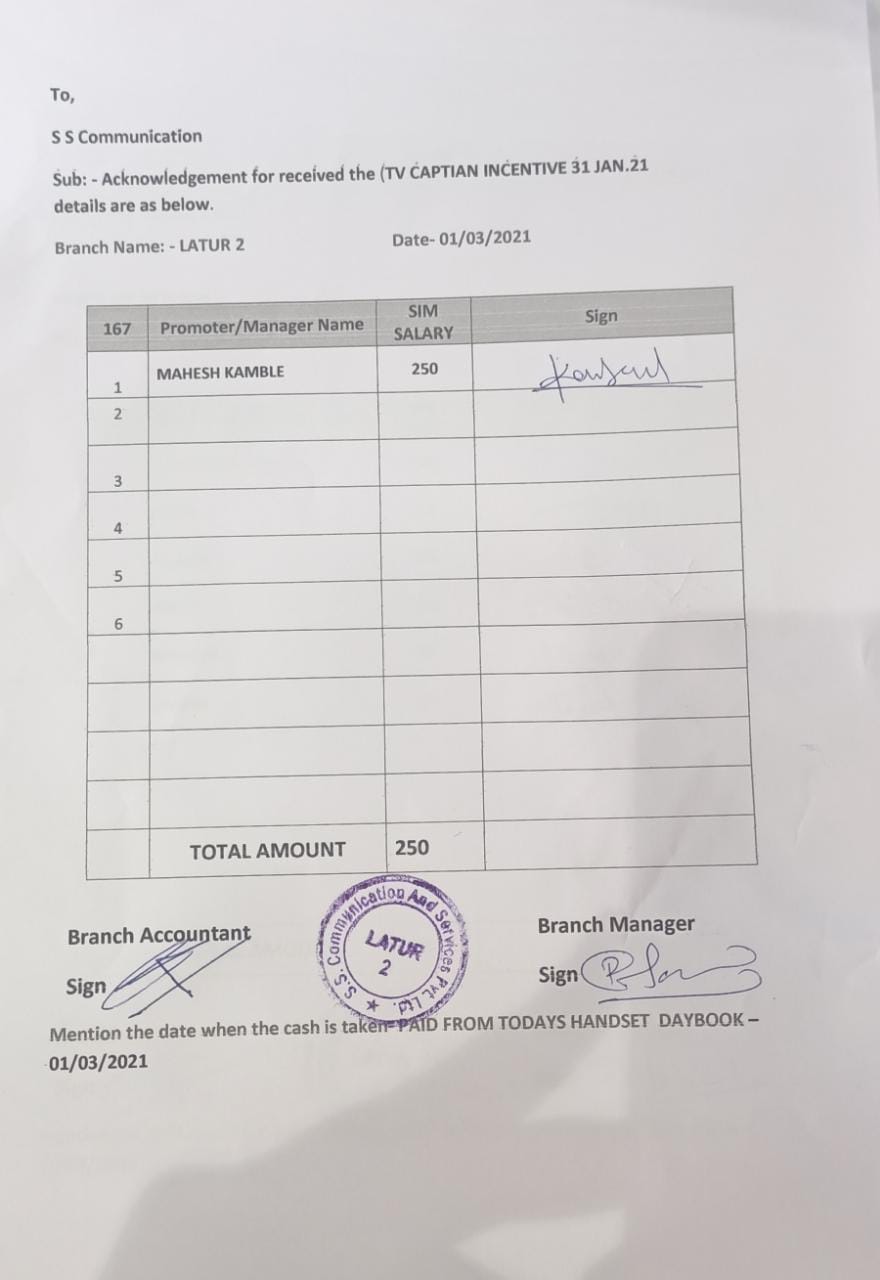 To,
S S Communication
Sub: - Acknowledgement for received the (TV CAPTIAN INCENTIVE 31 JAN.21
details are as below.
Branch Name: - LATUR 2 Date- 01/03/2021
167 Promoter/Manager Name SIM SALARY Sign
1 MAHESH KAMBLE 250
2
3
4
5
6
TOTAL AMOUNT 250
S.S. Communication And Services Pvt Ltd.
LATUR
2
Branch Accountant Branch Manager
Sign Sign
Mention the date when the cash is taken- PAID FROM TODAYS HANDSET DAYBOOK –
01/03/2021